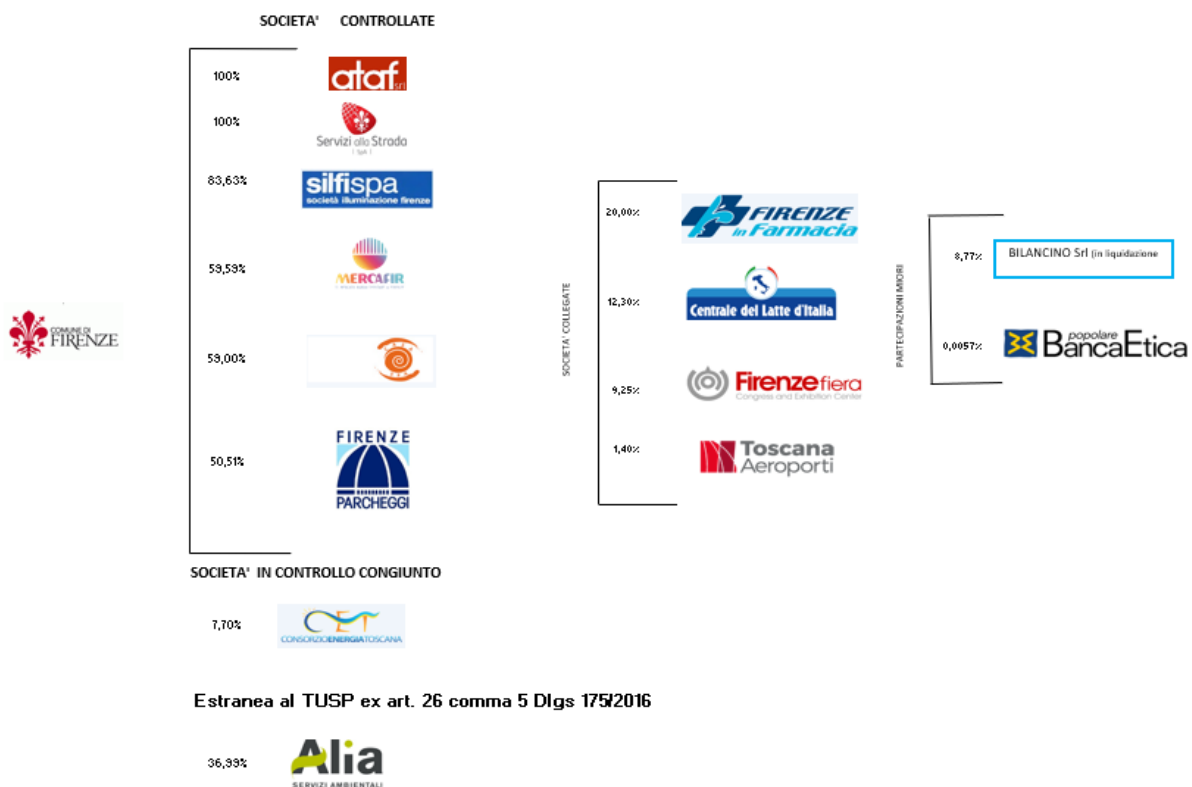 SOCIETA' CONTROLLATE
100%
ataf srl
100%
Servizi alla Strada
| SpA |
83,63%
silfispa
società illuminazione firenze
59,59%
MERCAFIR
COMUNE DI
FIRENZE
59,00%
50,51%
FIRENZE
PARCHEGGI
SOCIETA' IN CONTROLLO CONGIUNTO
7,70%
CET
CONSORZIOENERGIATOSCANA
Estranea al TUSP ex art. 26 comma 5 Dlgs 175/2016
36,99%
Alia
SERVIZI AMBIENTALI
SOCIETA' COLLEGATE
20,00%
FIRENZE
in Farmacia
12,30%
Centrale del Latte d'Italia
9,25%
Firenzefiera
Congress and Exhibition Center
1,40%
Toscana
Aeroporti
PARTECIPAZIONI MIORI
8,77%
BILANCINO Srl (in liquidazione
0,0057%
popolare
BancaEtica